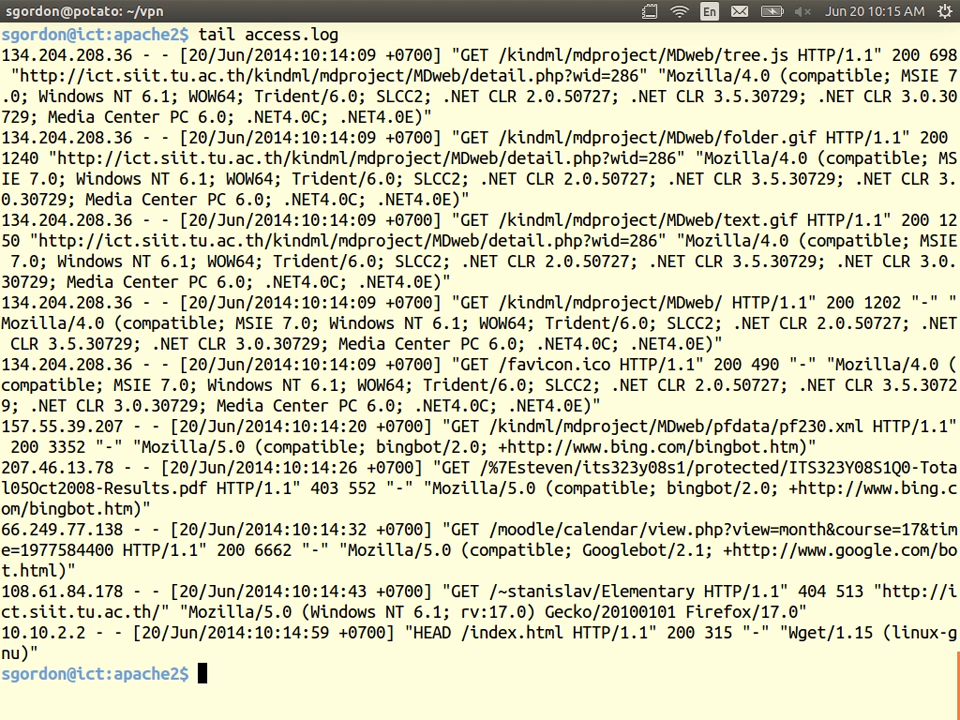 sgordon@potato: ~/vpn
En
Jun 20 10:15 AM
sgordon@ict:apache2$ tail access.log
134.204.208.36 - - [20/Jun/2014:10:14:09 +0700] "GET /kindml/mdproject/MDweb/tree.js HTTP/1.1" 200 698
"http://ict.siit.tu.ac.th/kindml/mdproject/MDweb/detail.php?wid=286" "Mozilla/4.0 (compatible; MSIE 7
.0; Windows NT 6.1; WOW64; Trident/6.0; SLCC2; .NET CLR 2.0.50727; .NET CLR 3.5.30729; .NET CLR 3.0.30
729; Media Center PC 6.0; .NET4.0C; .NET4.0E)"
134.204.208.36 - - [20/Jun/2014:10:14:09 +0700] "GET /kindml/mdproject/MDweb/folder.gif HTTP/1.1" 200
1240 "http://ict.siit.tu.ac.th/kindml/mdproject/MDweb/detail.php?wid=286" "Mozilla/4.0 (compatible; MS
IE 7.0; Windows NT 6.1; WOW64; Trident/6.0; SLCC2; .NET CLR 2.0.50727; .NET CLR 3.5.30729; .NET CLR 3.
0.30729; Media Center PC 6.0; .NET4.0C; .NET4.0E)"
134.204.208.36 - - [20/Jun/2014:10:14:09 +0700] "GET /kindml/mdproject/MDweb/text.gif HTTP/1.1" 200 12
50 "http://ict.siit.tu.ac.th/kindml/mdproject/MDweb/detail.php?wid=286" "Mozilla/4.0 (compatible; MSIE
7.0; Windows NT 6.1; WOW64; Trident/6.0; SLCC2; .NET CLR 2.0.50727; .NET CLR 3.5.30729; .NET CLR 3.0.
30729; Media Center PC 6.0; .NET4.0C; .NET4.0E)"
134.204.208.36 - - [20/Jun/2014:10:14:09 +0700] "GET /kindml/mdproject/MDweb/ HTTP/1.1" 200 1202 "-" "
Mozilla/4.0 (compatible; MSIE 7.0; Windows NT 6.1; WOW64; Trident/6.0; SLCC2; .NET CLR 2.0.50727; .NET
CLR 3.5.30729; .NET CLR 3.0.30729; Media Center PC 6.0; .NET4.0C; .NET4.0E)"
134.204.208.36 - - [20/Jun/2014:10:14:09 +0700] "GET /favicon.ico HTTP/1.1" 200 490 "-" "Mozilla/4.0 (
compatible; MSIE 7.0; Windows NT 6.1; WOW64; Trident/6.0; SLCC2; .NET CLR 2.0.50727; .NET CLR 3.5.3072
9; .NET CLR 3.0.30729; Media Center PC 6.0; .NET4.0C; .NET4.0E)"
157.55.39.207 - - [20/Jun/2014:10:14:20 +0700] "GET /kindml/mdproject/MDweb/pfdata/pf230.xml HTTP/1.1"
200 3352 "-" "Mozilla/5.0 (compatible; bingbot/2.0; +http://www.bing.com/bingbot.htm)"
207.46.13.78 - - [20/Jun/2014:10:14:26 +0700] "GET /%7Esteven/its323y08s1/protected/ITS323Y08S1Q0-Tota
l05Oct2008-Results.pdf HTTP/1.1" 403 552 "-" "Mozilla/5.0 (compatible; bingbot/2.0; +http://www.bing.c
om/bingbot.htm)"
66.249.77.138 - - [20/Jun/2014:10:14:32 +0700] "GET /moodle/calendar/view.php?view=month&course=17&tim
e=1977584400 HTTP/1.1" 200 6662 "-" "Mozilla/5.0 (compatible; Googlebot/2.1; +http://www.google.com/bo
t.html)"
108.61.84.178 - - [20/Jun/2014:10:14:43 +0700] "GET /~stanislav/Elementary HTTP/1.1" 404 513 "http://i
ct.siit.tu.ac.th/" "Mozilla/5.0 (Windows NT 6.1; rv:17.0) Gecko/20100101 Firefox/17.0"
10.10.2.2 - - [20/Jun/2014:10:14:59 +0700] "HEAD /index.html HTTP/1.1" 200 315 "-" "Wget/1.15 (linux-g
nu)"
sgordon@ict:apache2$